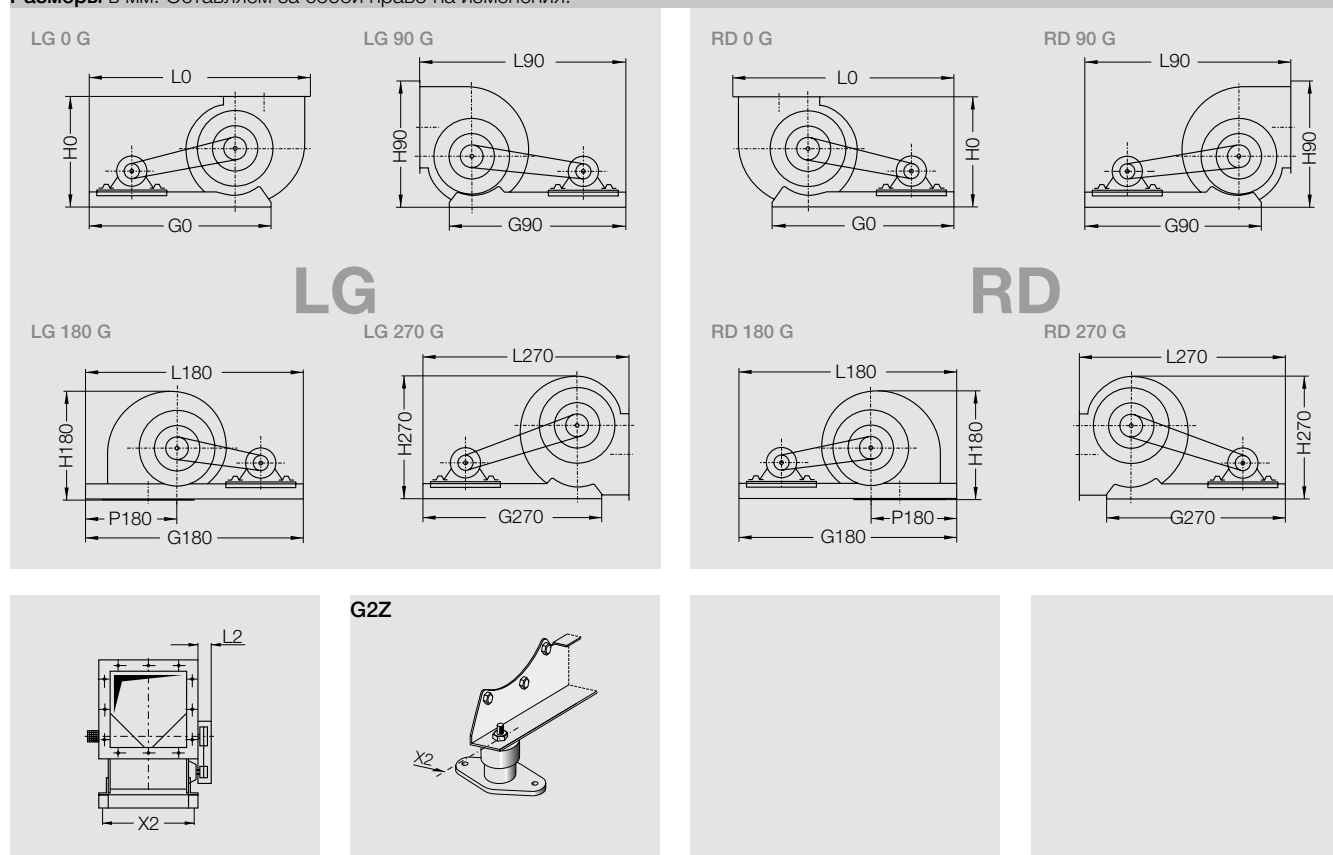 Размеры в мм. Оставляем за собой право на изменения.
LG 0 G
L0
H0
G0
LG 90 G
L90
H90
G90
LG
LG 180 G
L180
H180
P180
G180
LG 270 G
L270
H270
G270
RD 0 G
L0
H0
G0
RD 90 G
L90
H90
G90
RD
RD 180 G
L180
H180
P180
G180
RD 270 G
L270
H270
G270
L2
X2
G2Z
X2